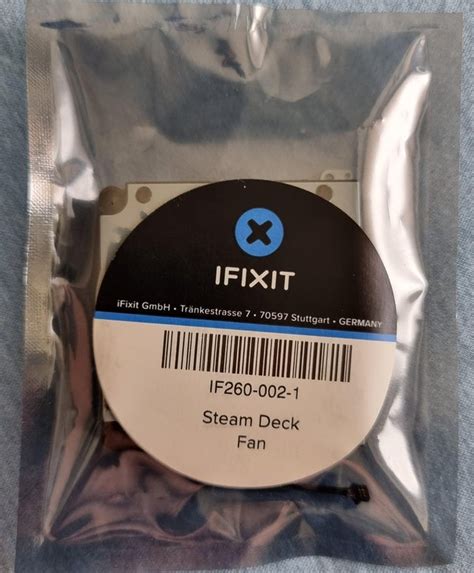 IFIXIT
iFixit GmbH • Tränkestrasse 7 • 70597 Stuttgart • GERMANY
IF260-002-1
Steam Deck
Fan